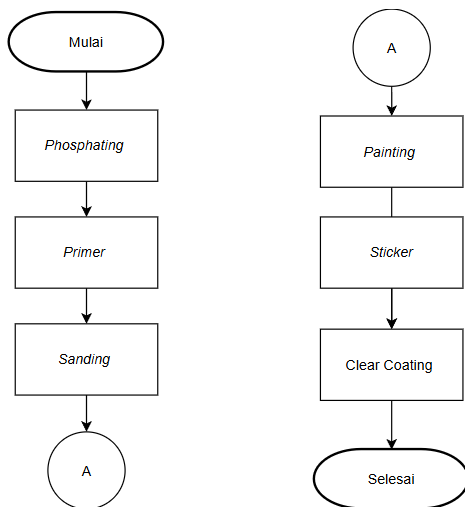 Mulai
Phosphating
Primer
Sanding
A
A
Painting
Sticker
Clear Coating
Selesai